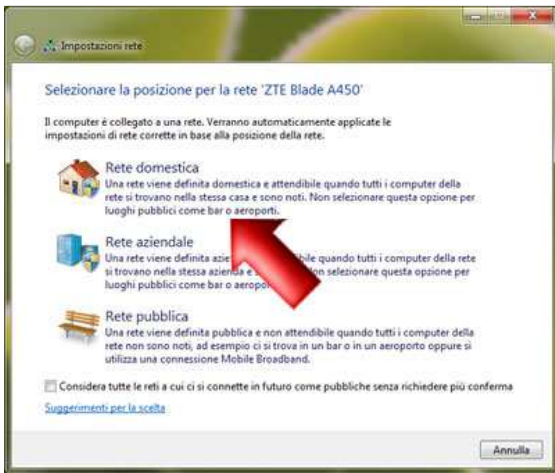 Impostazioni rete
Selezionare la posizione per la rete 'ZTE Blade A450'
Il computer è collegato a una rete. Verranno automaticamente applicate le
impostazioni di rete corrette in base alla posizione della rete.
Rete domestica
Una rete viene definita domestica e attendibile quando tutti i computer della
rete si trovano nella stessa casa e sono noti. Non selezionare questa opzione per
luoghi pubblici come bar o aeroporti.
Rete aziendale
Una rete viene definita quando tutti i computer della rete
si trovano nella stessa azienda e selezionare questa opzione per
luoghi pubblici come bar o
Rete pubblica
Una rete viene definita pubblica e non attendibile quando tutti i computer della
rete non sono noti, ad esempio ci si trova in un bar o in un aeroporto oppure si
utilizza una connessione Mobile Broadband.
Considera tutte le reti a cui ci si connette in futuro come pubbliche senza richiedere più conferma
Suggerimenti per la scelta
Annulla